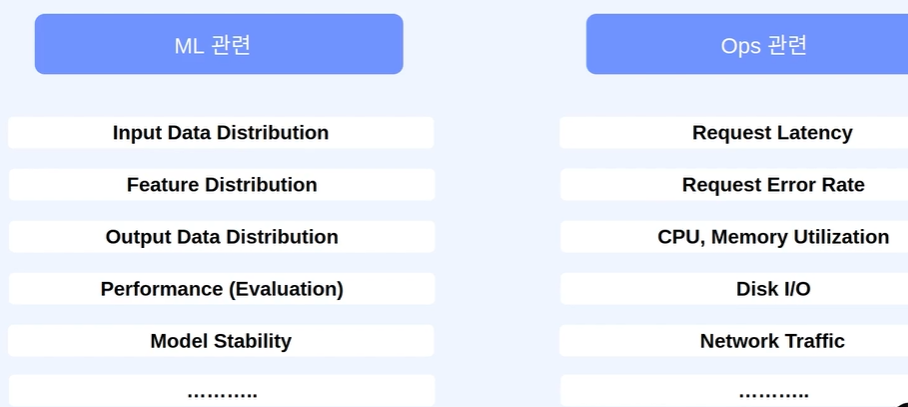 ML 관련
Input Data Distribution
Feature Distribution
Output Data Distribution
Performance (Evaluation)
Model Stability
………..
Ops 관련
Request Latency
Request Error Rate
CPU, Memory Utilization
Disk I/O
Network Traffic
………..